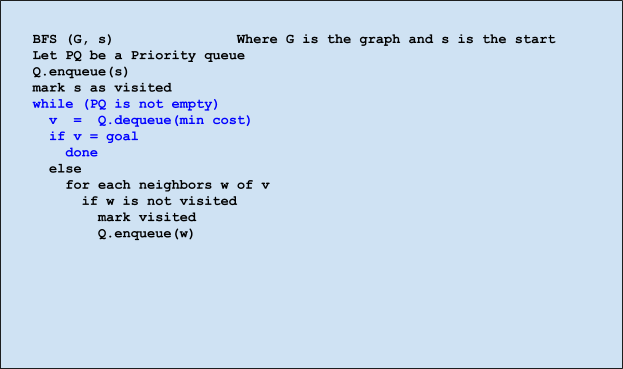 BFS (G, s) Where G is the graph and s is the start
Let PQ be a Priority queue
Q.enqueue(s)
mark s as visited
while (PQ is not empty)
v = Q.dequeue(min cost)
if v = goal
done
else
for each neighbors w of v
if w is not visited
mark visited
Q.enqueue(w)